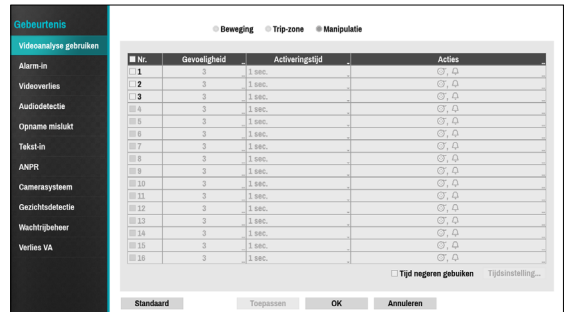 Gebeurtenis
Videoanalyse gebruiken
Alarm-in
Videoverlies
Audiodetectie
Opname mislukt
Tekst-in
ANPR
Camerasysteem
Gezichtsdetectie
Wachtrijbeheer
Verlies VA
Beweging Trip-zone Manipulatie
Nr. Gevoeligheid Activeringstijd Acties
1 3 1 sec.
2 3 1 sec.
3 3 1 sec.
4 3 1 sec.
5 3 1 sec.
6 3 1 sec.
7 3 1 sec.
8 3 1 sec.
9 3 1 sec.
10 3 1 sec.
11 3 1 sec.
12 3 1 sec.
13 3 1 sec.
14 3 1 sec.
15 3 1 sec.
16 3 1 sec.
Tijd negeren gebuiken Tijdsinstelling...
Standaard Toepassen OK Annuleren